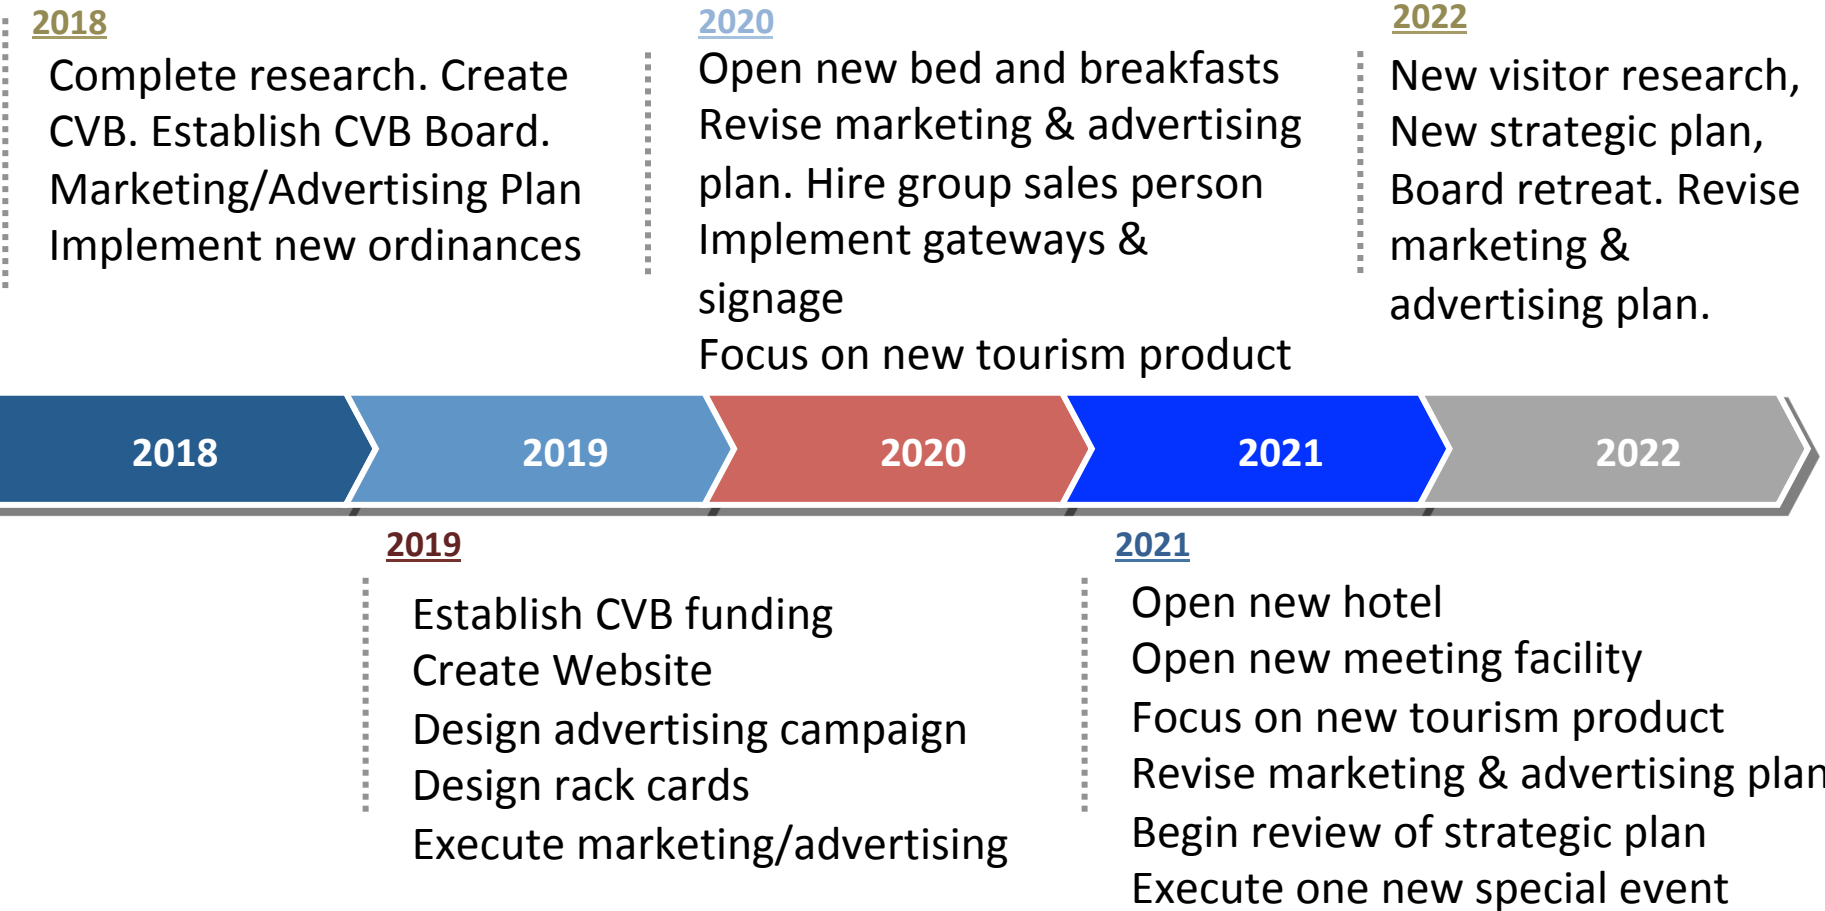 2018
Complete research. Create
CVB. Establish CVB Board.
Marketing/Advertising Plan
Implement new ordinances
2020
Open new bed and breakfasts
Revise marketing & advertising
plan. Hire group sales person
Implement gateways &
signage
Focus on new tourism product
2022
New visitor research,
New strategic plan,
Board retreat. Revise
marketing &
advertising plan.
2018
2019
2020
2021
2022
2019
Establish CVB funding
Create Website
Design advertising campaign
Design rack cards
Execute marketing/advertising
2021
Open new hotel
Open new meeting facility
Focus on new tourism product
Revise marketing & advertising plan
Begin review of strategic plan
Execute one new special event